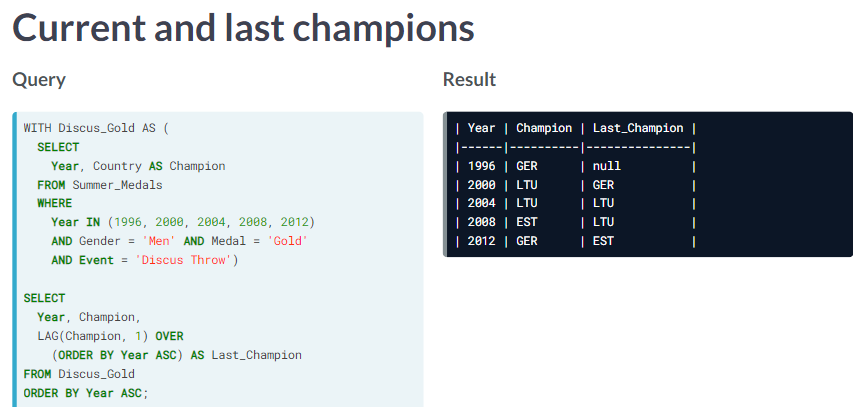 Current and last champions
Query
WITH Discus_Gold AS (
  SELECT
    Year, Country AS Champion
  FROM Summer_Medals
  WHERE
    Year IN (1996, 2000, 2004, 2008, 2012)
    AND Gender = 'Men' AND Medal = 'Gold'
    AND Event = 'Discus Throw')

SELECT
  Year, Champion,
  LAG(Champion, 1) OVER
    (ORDER BY Year ASC) AS Last_Champion
FROM Discus_Gold
ORDER BY Year ASC;
Result
| Year | Champion | Last_Champion |
|------|----------|---------------|
| 1996 | GER      | null          |
| 2000 | LTU      | GER           |
| 2004 | LTU      | LTU           |
| 2008 | EST      | LTU           |
| 2012 | GER      | EST           |